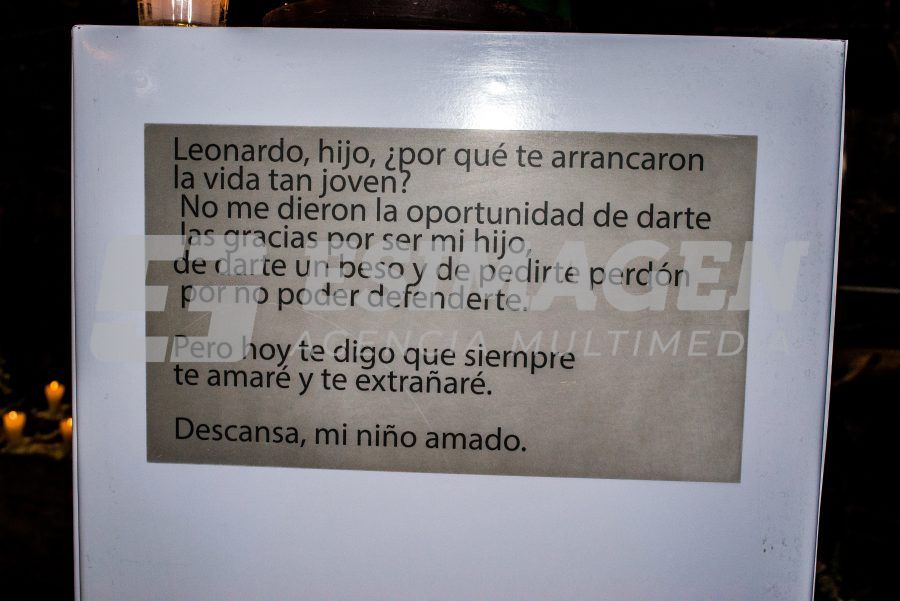 Leonardo, hijo, ¿por qué te arrancaron
la vida tan joven?
No me dieron la oportunidad de darte
las gracias por ser mi hijo,
de darte un beso y de pedirte perdón
por no poder defenderte.
Pero hoy te digo que siempre
te amaré y te extrañaré.
Descansa, mi niño amado.
ESIMAGEN
AGENCIA MULTIMEDIA